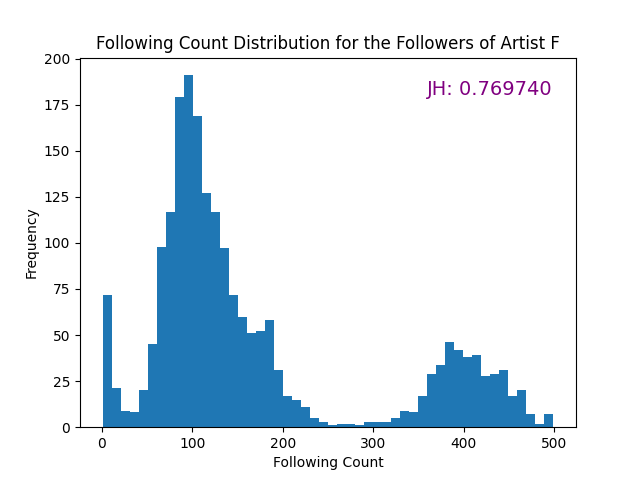 Following Count Distribution for the Followers of Artist F
JH: 0.769740
200
175
150
125
100
75
50
25
0
Frequency
0 100 200 300 400 500
Following Count